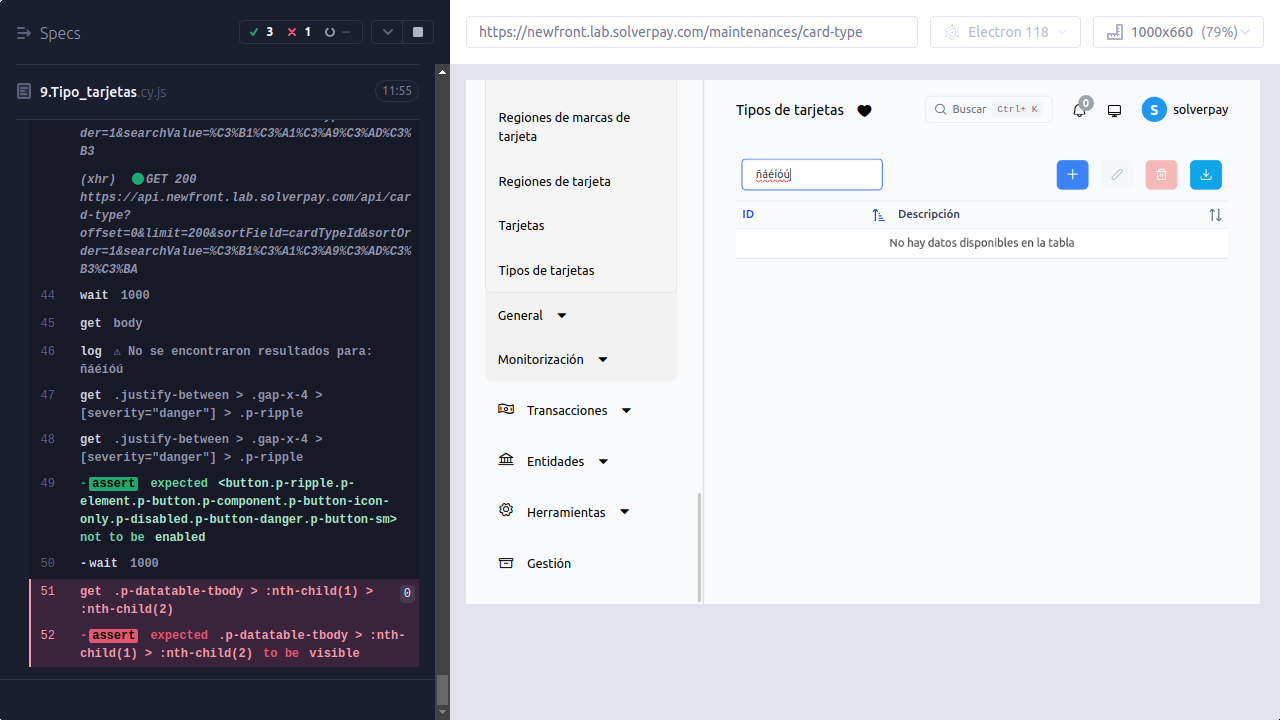 Specs
3
1
--
9.Tipo_tarjetas cy.js
11:55
der=1&searchValue=%C3%B1%C3%A1%C3%A9%C3%AD%C3%
B3
(xhr) GET 200
https://api.newfront.lab.solverpay.com/api/car
d-type?
offset=0&limit=200&sortField=cardTypeId&sortOr
der=1&searchValue=%C3%B1%C3%A1%C3%A9%C3%AD%C3%
B3%C3%BA
44 wait 1000
45 get body
46 log ⚠ No se encontraron resultados para:
ñáéíóú
47 get .justify-between > .gap-x-4 >
[severity="danger"] > .p-ripple
48 get .justify-between > .gap-x-4 >
[severity="danger"] > .p-ripple
49 -assert expected <button.p-ripple.p-
element.p-button.p-component.p-button-icon-
only.p-disabled.p-button-danger.p-button-sm>
not to be enabled
50 -wait 1000
51 get .p-datatable-tbody > :nth-child(1) >
:nth-child(2)
0
52 -assert expected .p-datatable-tbody > :nth-
child(1) > :nth-child(2) to be visible
https://newfront.lab.solverpay.com/maintenances/card-type
Electron 118
1000x660 (79%)
Regiones de marcas de
tarjeta
Regiones de tarjeta
Tarjetas
Tipos de tarjetas
General
Monitorización
Transacciones
Entidades
Herramientas
Gestión
Tipos de tarjetas
Buscar Ctrl+ K
0
S solverpay
ñáéíóú
ID Descripción
No hay datos disponibles en la tabla